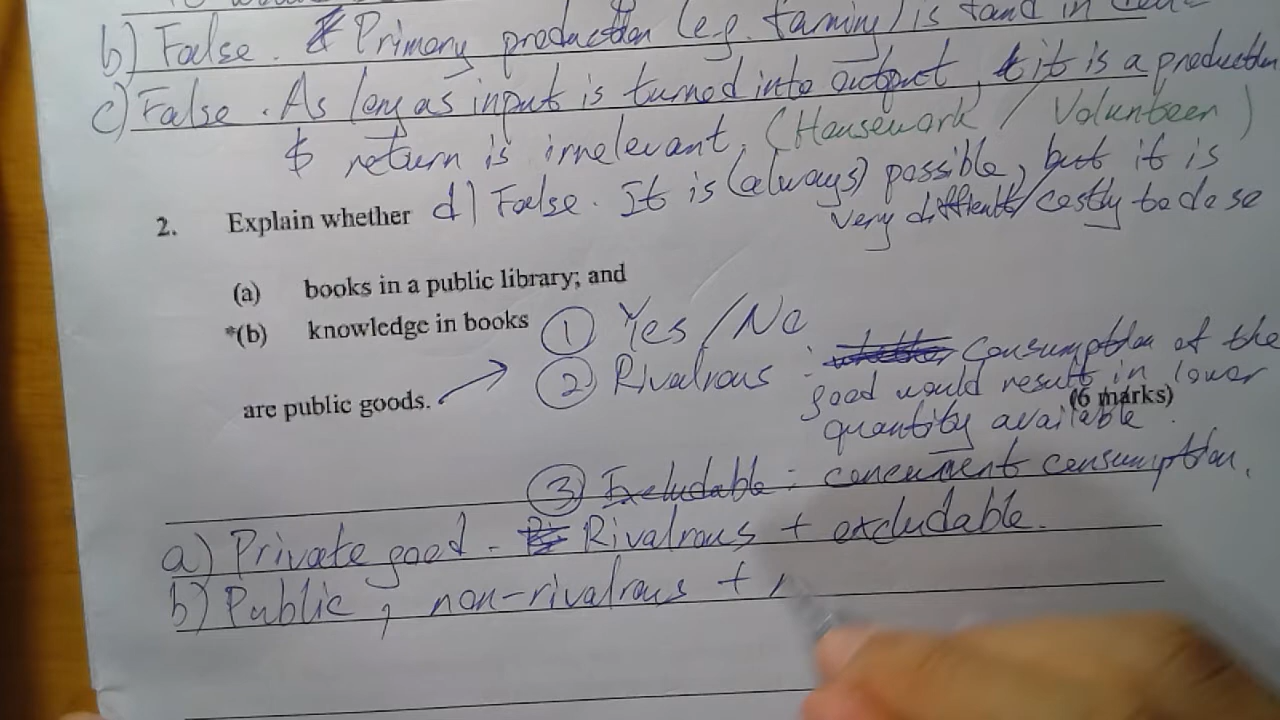 b) False. Primary production (e.g. farming) is found in
c) False. As long as input is turned into output, it is a production
$ return is irrelevant. (Housework / Volunteer)
d) False. It is (always) possible, but it is
very difficult/costly to do so
2. Explain whether
(a) books in a public library; and
*(b) knowledge in books
① Yes/No
are public goods.
② Rivalrous : Consumption of the
good would result in lower
(6 marks)
quantity available.
③ Excludable : concurrent consumption.
a) Private good - Rivalrous + excludable.
b) Public, non-rivalrous +